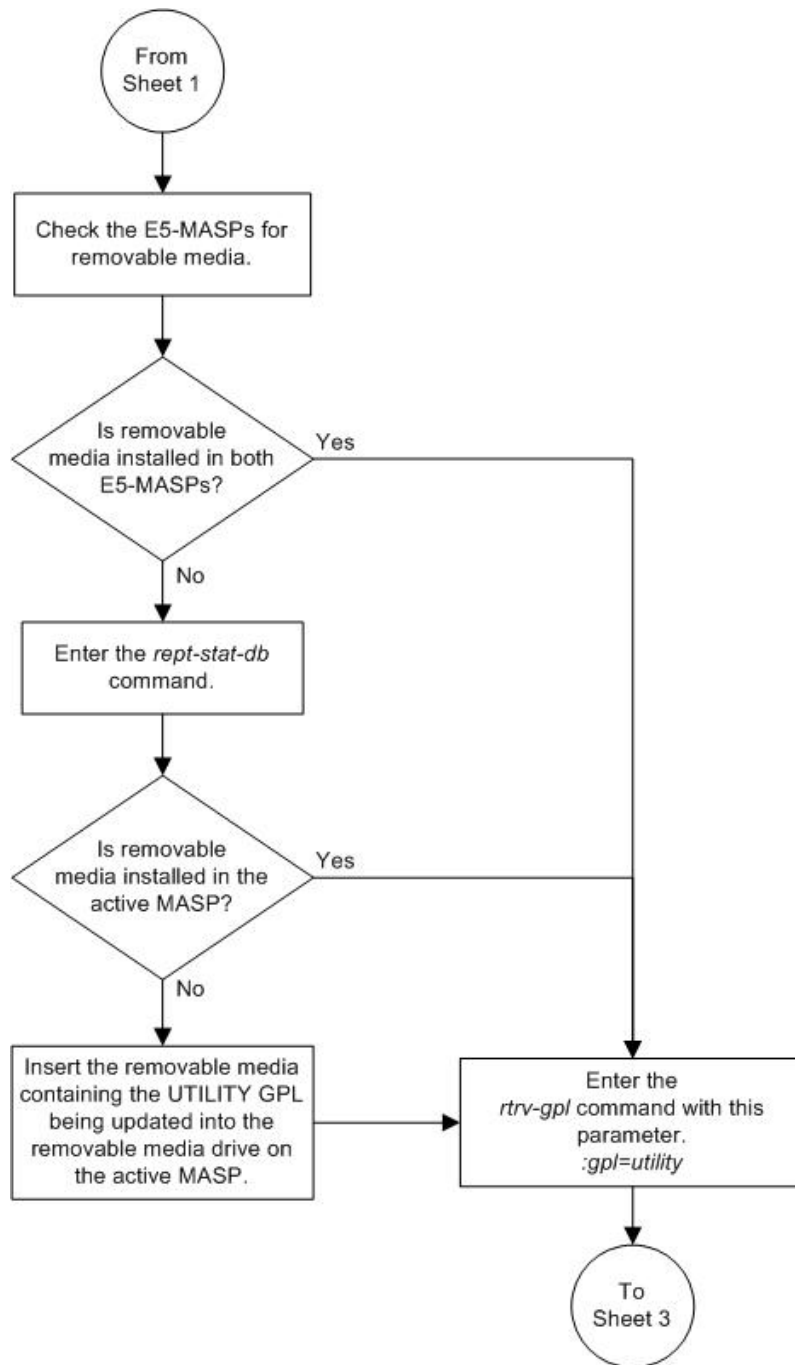 From
Sheet 1
Check the E5-MASPs for
removable media.
Is removable
media installed in both
E5-MASPs?
Yes
No
Enter the rept-stat-db
command.
Is removable
media installed in the
active MASP?
Yes
No
Insert the removable media
containing the UTILITY GPL
being updated into the
removable media drive on
the active MASP.
Enter the
rtrv-gpl command with this
parameter.
:gpl=utility
To
Sheet 3